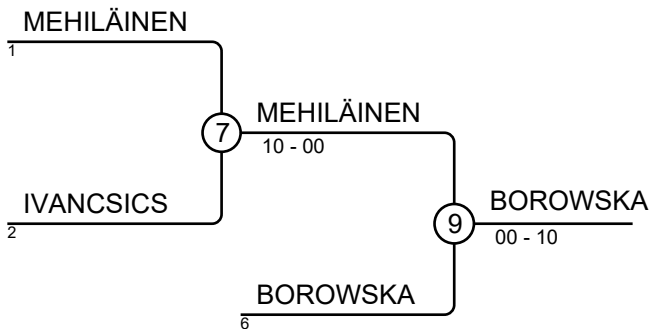 MEHILÄINEN
1
7
MEHILÄINEN
10 - 00
IVANCSICS
2
9
BOROWSKA
00 - 10
BOROWSKA
6